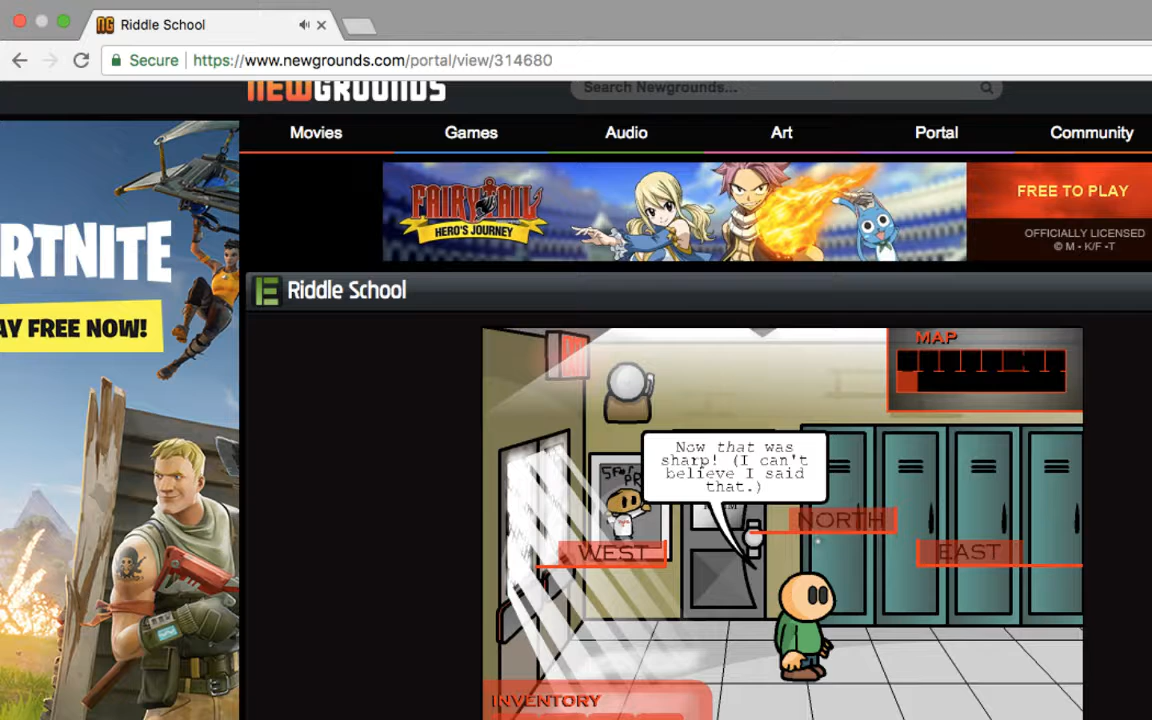 Riddle School
Secure
https://www.newgrounds.com/portal/view/314680
NEWGROUNDS
Search Newgrounds...
Movies
Games
Audio
Art
Portal
Community
RTNITE
AY FREE NOW!
FAIRY TAIL
HERO'S JOURNEY
FREE TO PLAY
OFFICIALLY LICENSED
© M - K/F -T
E
Riddle School
MAP
Now that was
sharp! (I can't
believe I said
that.)
NORTH
WEST
EAST
INVENTORY